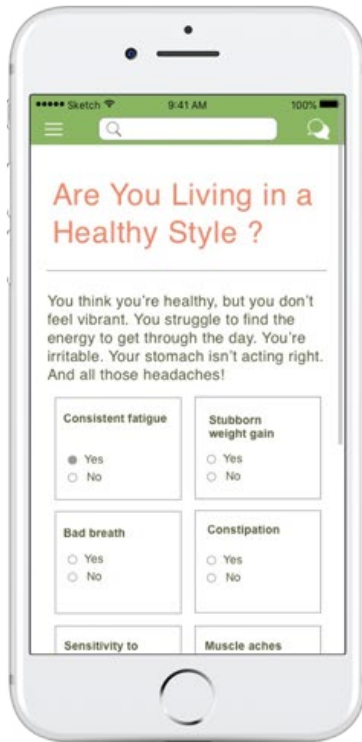 Sketch 9:41 AM 100%
Are You Living in a
Healthy Style ?
You think you're healthy, but you don't
feel vibrant. You struggle to find the
energy to get through the day. You're
irritable. Your stomach isn't acting right.
And all those headaches!
Consistent fatigue
Yes
No
Stubborn
weight gain
Yes
No
Bad breath
Yes
No
Constipation
Yes
No
Sensitivity to
Muscle aches